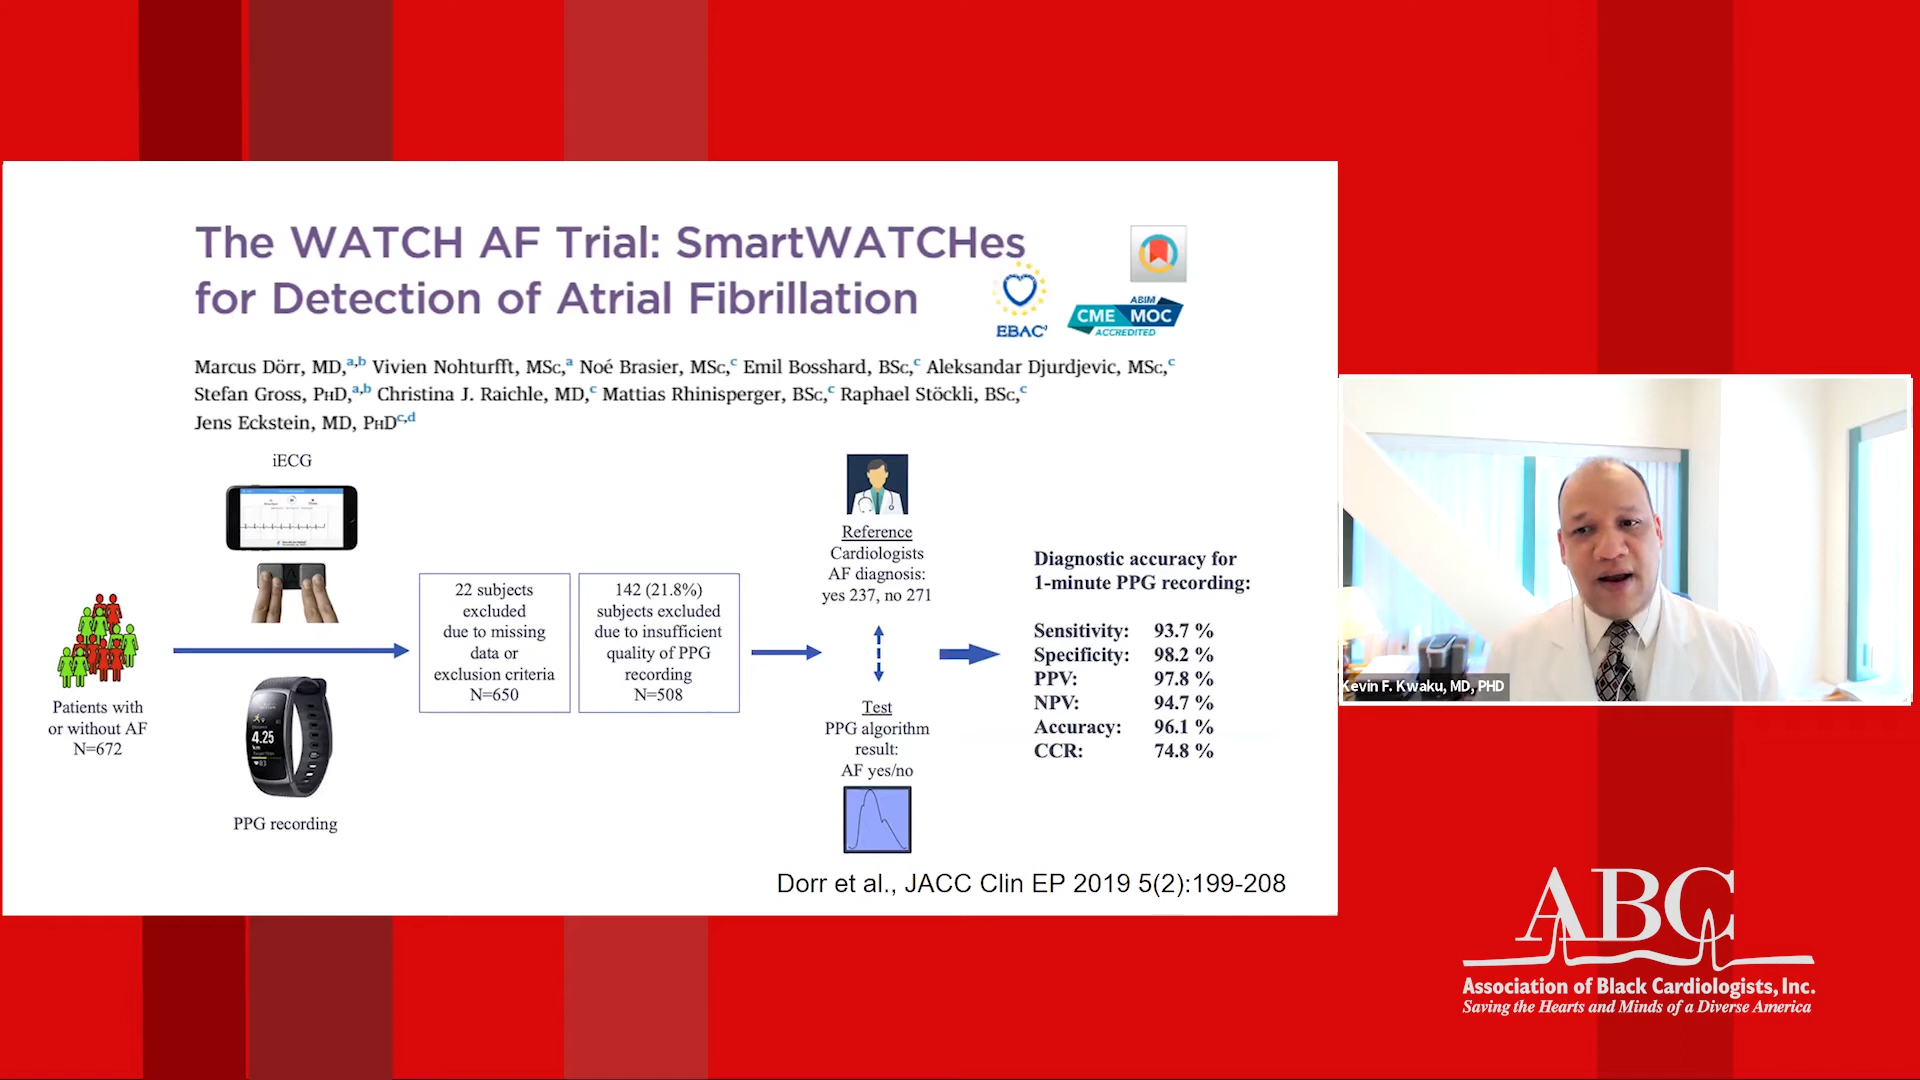 The WATCH AF Trial: SmartWATCHes
for Detection of Atrial Fibrillation
EBAC
ABIM
CME MOC
ACCREDITED
Marcus Dörr, MD,a,b Vivien Nohturfft, MSc,a Noé Brasier, MSc,c Emil Bosshard, BSc,c Aleksandar Djurdjevic, MSc,c
Stefan Gross, PhD,a,b Christina J. Raichle, MD,c Mattias Rhinisperger, BSc,c Raphael Stöckli, BSc,c
Jens Eckstein, MD, PhDc,d
iECG
Patients with
or without AF
N=672
4.25
PPG recording
22 subjects
excluded
due to missing
data or
exclusion criteria
N=650
142 (21.8%)
subjects excluded
due to insufficient
quality of PPG
recording
N=508
Reference
Cardiologists
AF diagnosis:
yes 237, no 271
Test
PPG algorithm
result:
AF yes/no
Diagnostic accuracy for
1-minute PPG recording:
Sensitivity: 93.7 %
Specificity: 98.2 %
PPV: 97.8 %
NPV: 94.7 %
Accuracy: 96.1 %
CCR: 74.8 %
Dorr et al., JACC Clin EP 2019 5(2):199-208
Kevin F. Kwaku, MD, PHD
ABC
Association of Black Cardiologists, Inc.
Saving the Hearts and Minds of a Diverse America